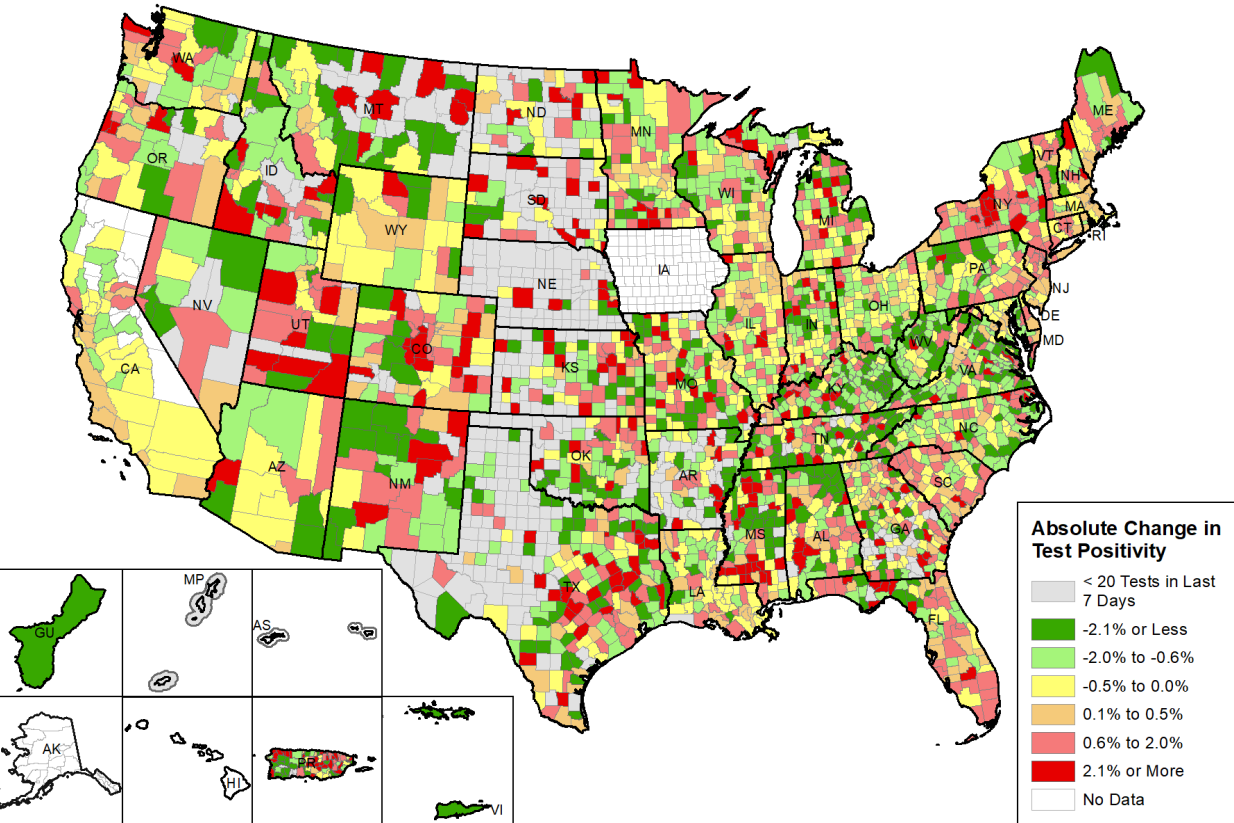 WA
MT
ND
MN
ME
OR
ID
SD
WI
VT
NH
NY
MA
CT
RI
MI
WY
IA
NE
PA
NJ
NV
UT
CO
IL
IN
OH
DE
MD
WV
VA
CA
KS
MO
KY
NC
TN
AZ
NM
OK
AR
SC
MS
AL
GA
TX
LA
FL
GU
MP
AS
AK
HI
PR
VI
Absolute Change in
Test Positivity
< 20 Tests in Last
7 Days
-2.1% or Less
-2.0% to -0.6%
-0.5% to 0.0%
0.1% to 0.5%
0.6% to 2.0%
2.1% or More
No Data